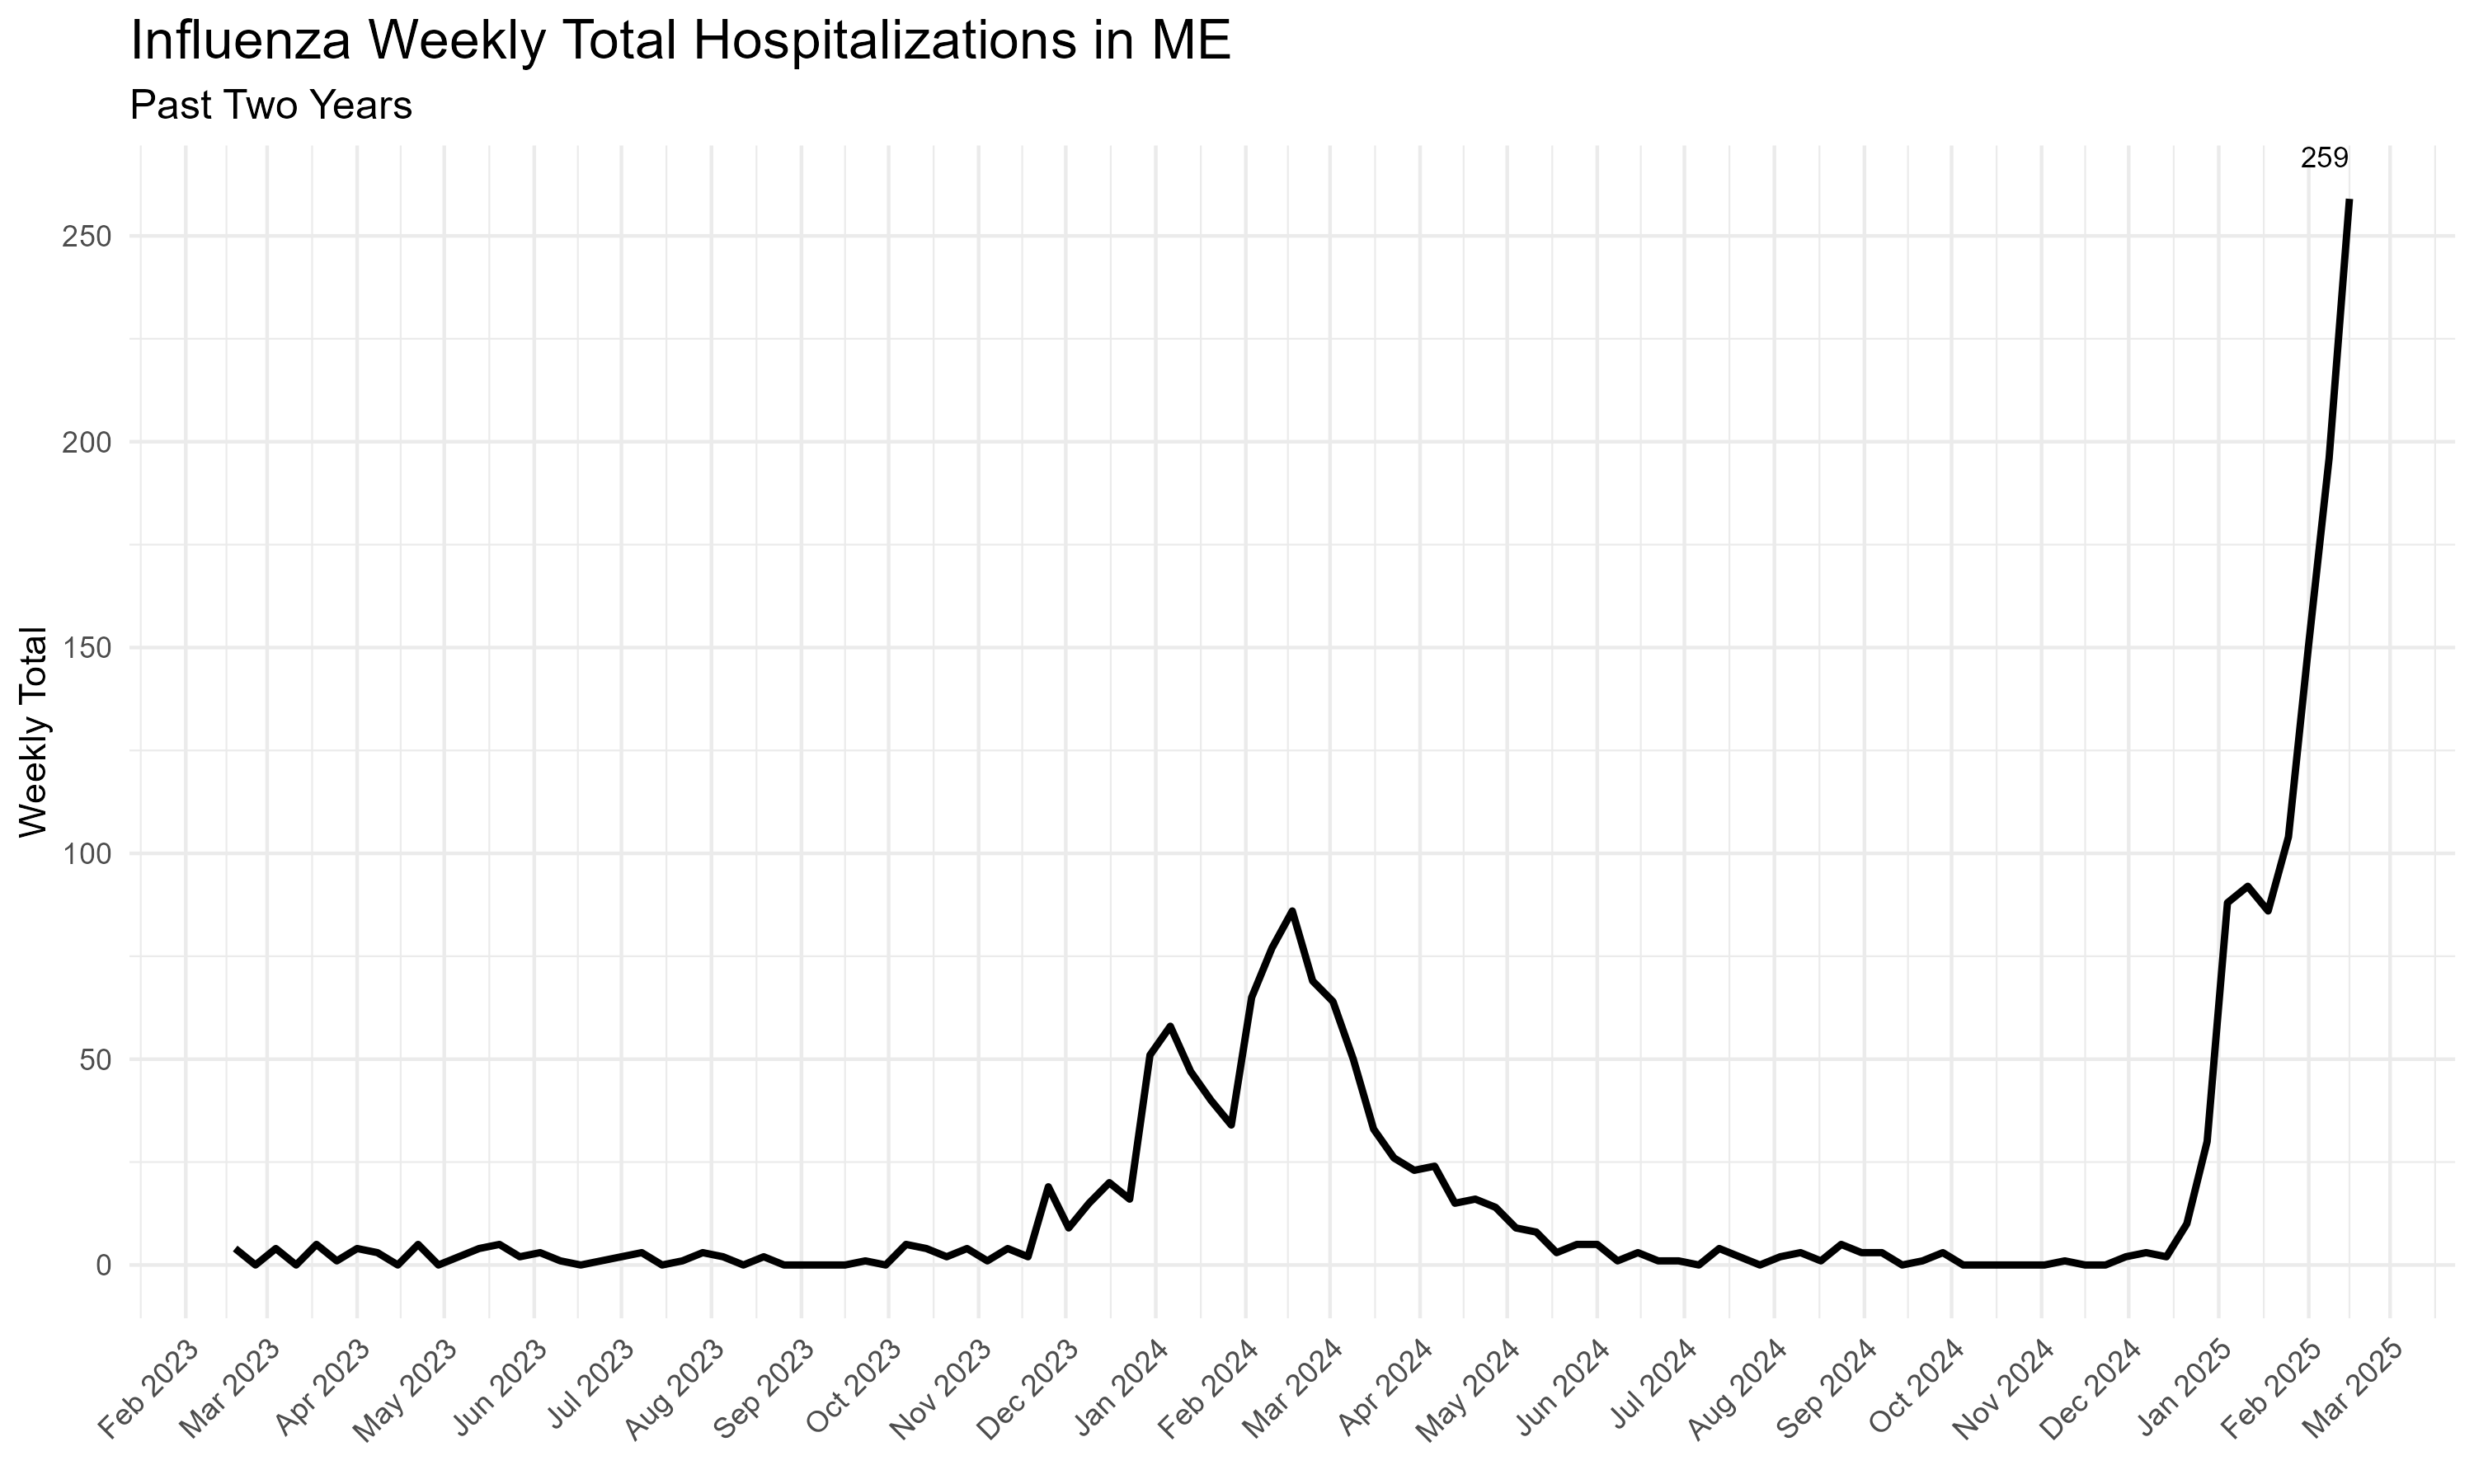 Influenza Weekly Total Hospitalizations in ME
Past Two Years
259
250
200
150
100
50
0
Weekly Total
Feb 2023
Mar 2023
Apr 2023
May 2023
Jun 2023
Jul 2023
Aug 2023
Sep 2023
Oct 2023
Nov 2023
Dec 2023
Jan 2024
Feb 2024
Mar 2024
Apr 2024
May 2024
Jun 2024
Jul 2024
Aug 2024
Sep 2024
Oct 2024
Nov 2024
Dec 2024
Jan 2025
Feb 2025
Mar 2025